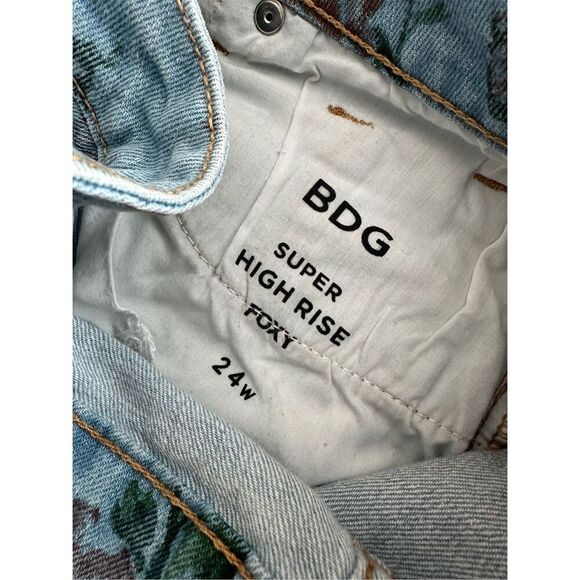 BDG
SUPER
HIGH RISE
FOXY
24W